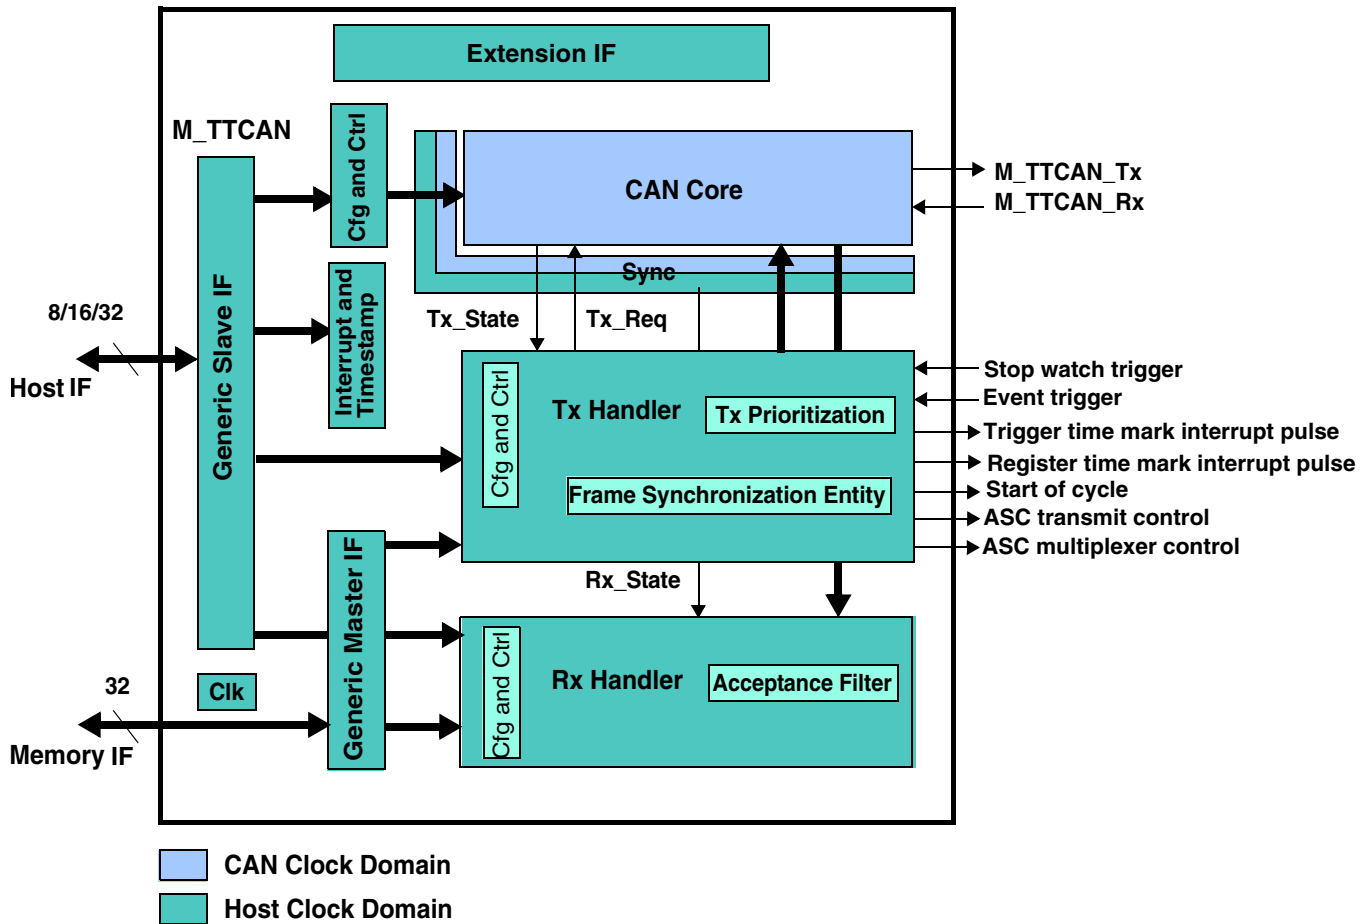 Extension IF
M_TTCAN
Cfg and Ctrl
CAN Core
M_TTCAN_Tx
M_TTCAN_Rx
Sync
Generic Slave IF
Interrupt and
Timestamp
8/16/32
Host IF
Tx_State
Tx_Req
Cfg and Ctrl
Tx Handler
Tx Prioritization
Frame Synchronization Entity
Stop watch trigger
Event trigger
Trigger time mark interrupt pulse
Register time mark interrupt pulse
Start of cycle
ASC transmit control
ASC multiplexer control
Rx_State
Generic Master IF
Cfg and Ctrl
Rx Handler
Acceptance Filter
Clk
32
Memory IF
CAN Clock Domain
Host Clock Domain